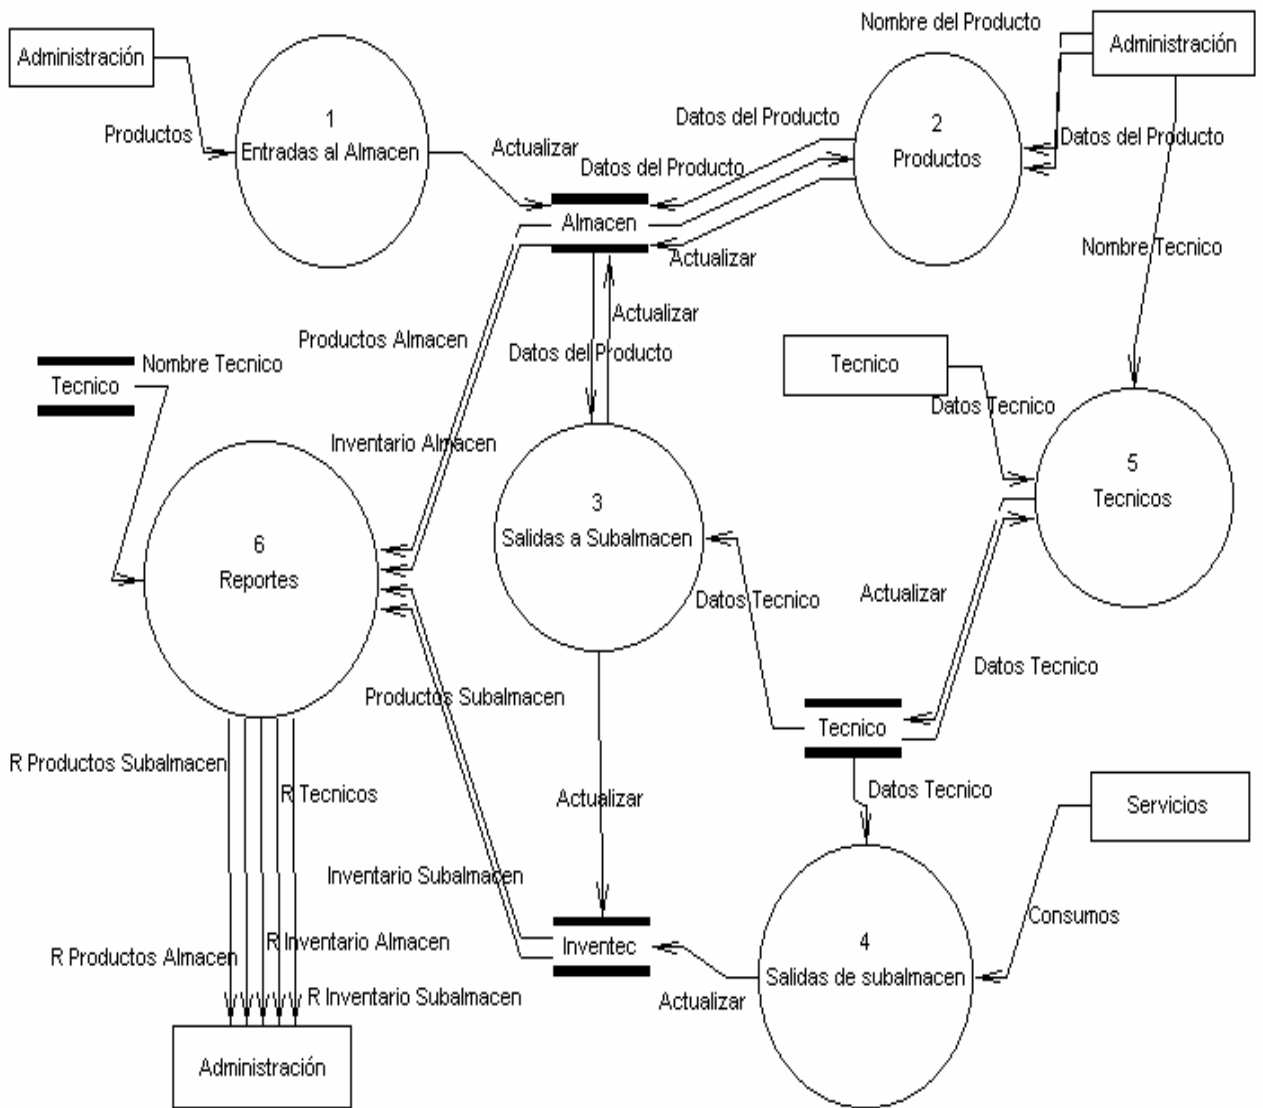 Nombre del Producto
Administración
Administración
1
Entradas al Almacen
Productos
Datos del Producto
2
Productos
Datos del Producto
Actualizar
Datos del Producto
Almacen
Actualizar
Nombre Tecnico
Actualizar
Productos Almacen
Datos del Producto
Nombre Tecnico
Tecnico
Tecnico
Datos Tecnico
Inventario Almacen
5
Tecnicos
3
Salidas a Subalmacen
6
Reportes
Datos Tecnico
Actualizar
Datos Tecnico
Productos Subalmacen
Tecnico
R Productos Subalmacen
R Tecnicos
Actualizar
Datos Tecnico
Servicios
Inventario Subalmacen
Consumos
R Productos Almacen
R Inventario Almacen
Inventec
4
Salidas de subalmacen
R Inventario Subalmacen
Actualizar
Administración